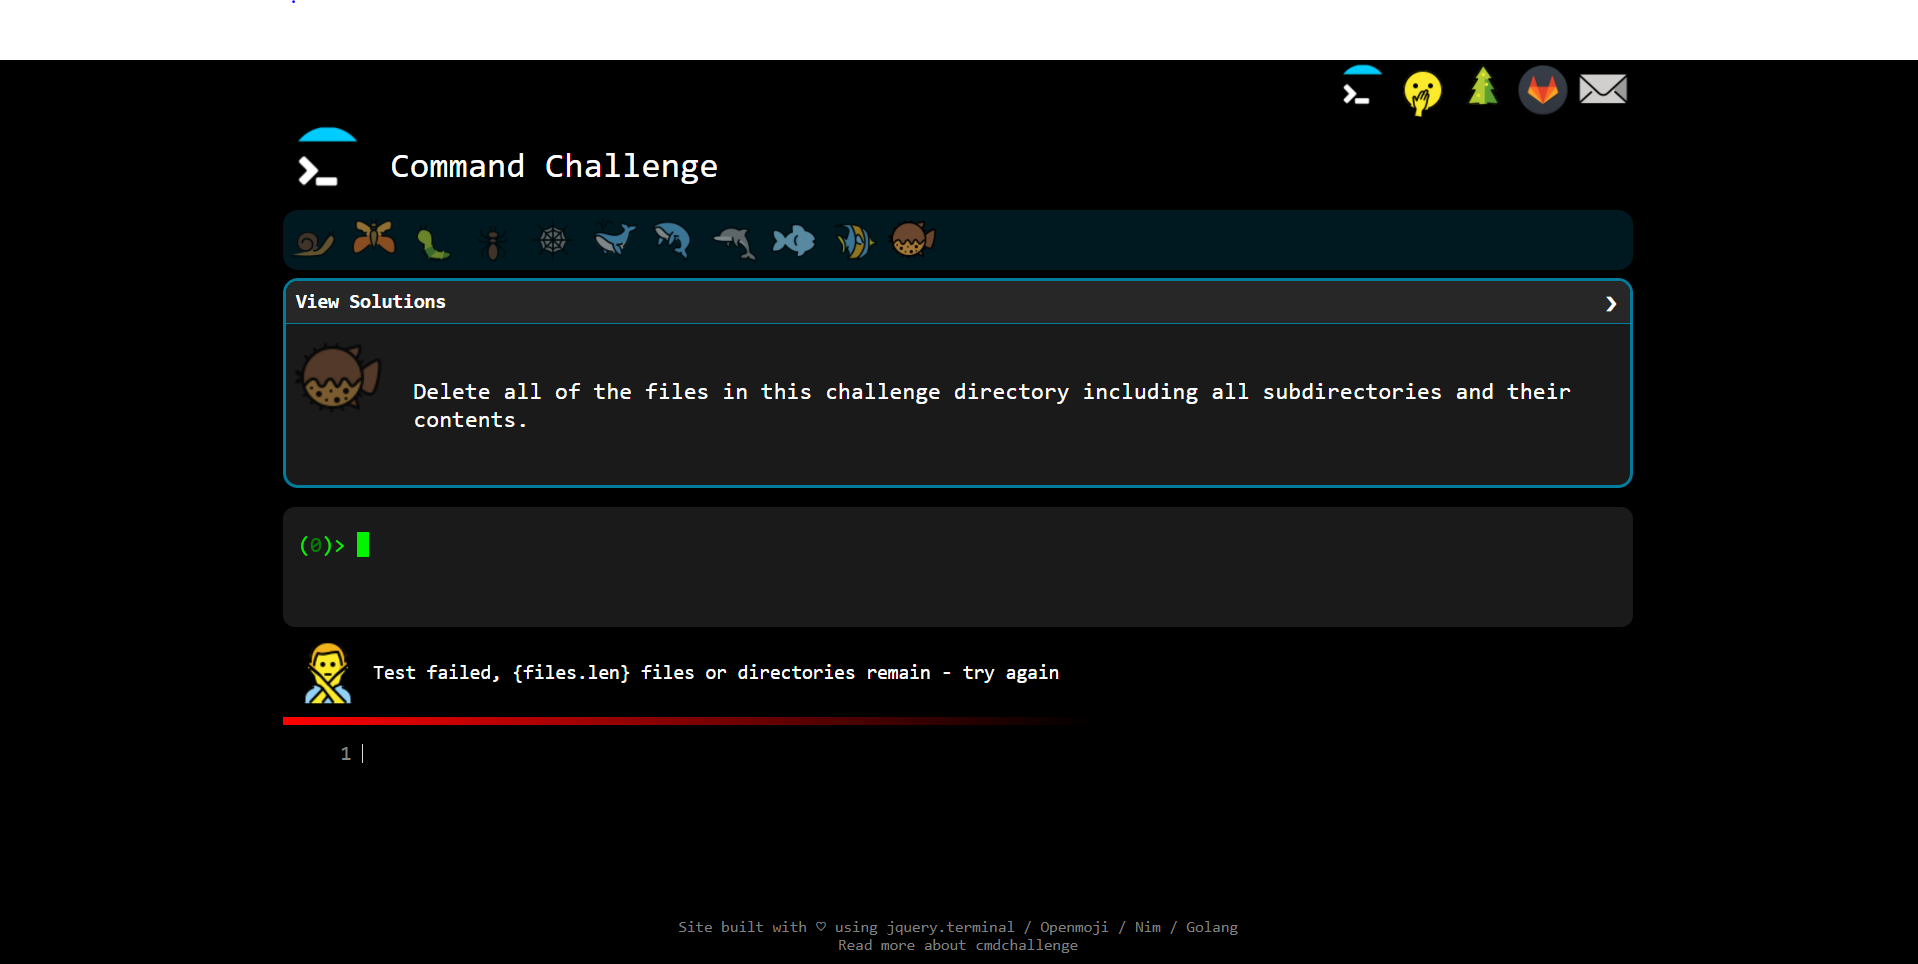 Command Challenge
View Solutions
Delete all of the files in this challenge directory including all subdirectories and their
contents.
(0)>
Test failed, {files.len} files or directories remain - try again
1
Site built with ♡ using jquery.terminal / Openmoji / Nim / Golang
Read more about cmdchallenge